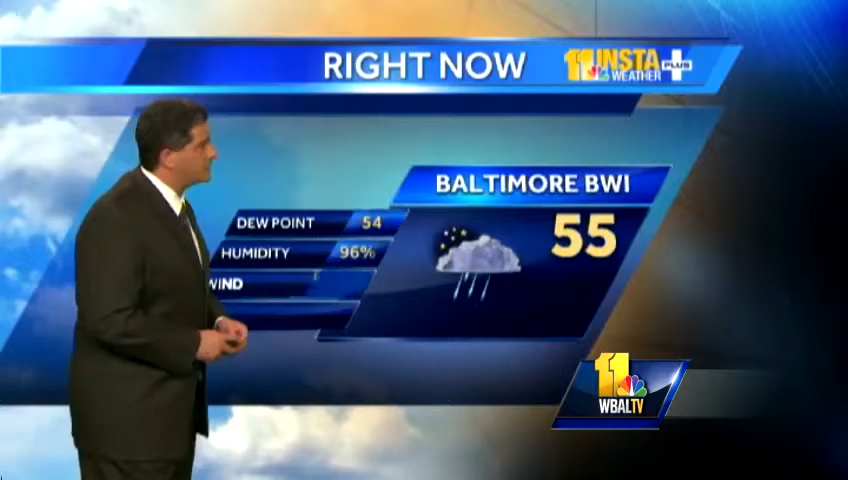 RIGHT NOW
11 INSTA
WEATHER PLUS
BALTIMORE BWI
55
DEW POINT 54
HUMIDITY 96%
WIND
11
WBALTV